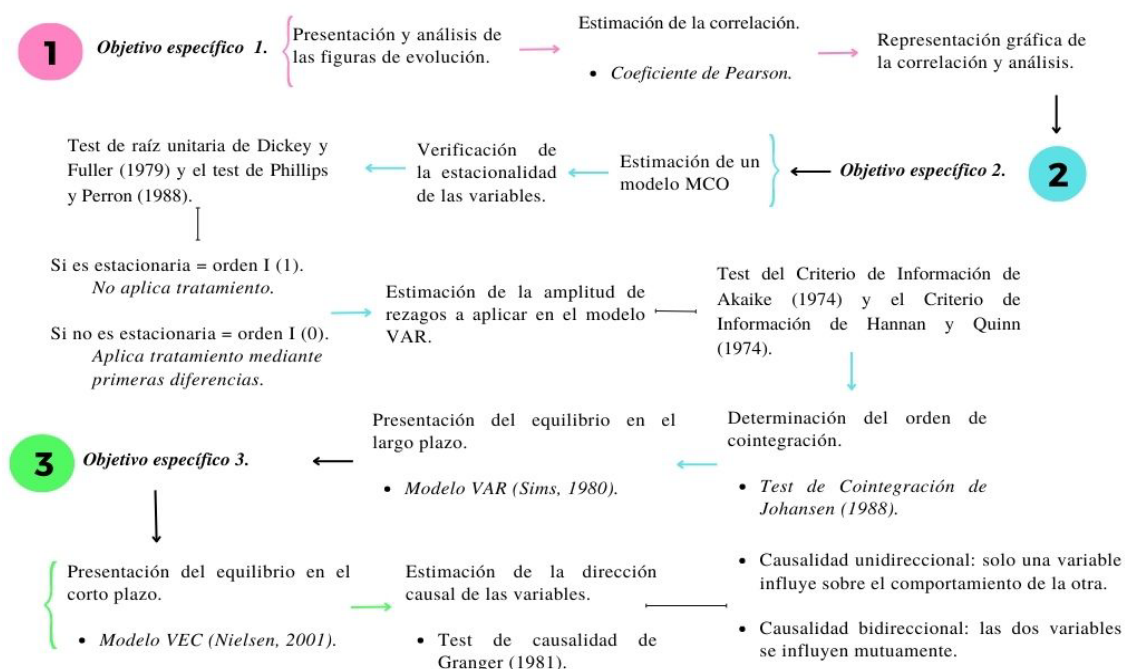 1
Objetivo específico 1.
Presentación y análisis de
las figuras de evolución.
Estimación de la correlación.
• Coeficiente de Pearson.
Representación gráfica de
la correlación y análisis.
2
Objetivo específico 2.
Estimación de un
modelo MCO
Verificación de
la estacionalidad
de las variables.
Test de raíz unitaria de Dickey y
Fuller (1979) y el test de Phillips
y Perron (1988).
Si es estacionaria = orden I (1).
No aplica tratamiento.
Si no es estacionaria = orden I (0).
Aplica tratamiento mediante
primeras diferencias.
Estimación de la amplitud de
rezagos a aplicar en el modelo
VAR.
Test del Criterio de Información de
Akaike (1974) y el Criterio de
Información de Hannan y Quinn
(1974).
Determinación del orden de
cointegración.
• Test de Cointegración de
Johansen (1988).
Presentación del equilibrio en el
largo plazo.
• Modelo VAR (Sims, 1980).
3
Objetivo específico 3.
Presentación del equilibrio en el
corto plazo.
• Modelo VEC (Nielsen, 2001).
Estimación de la dirección
causal de las variables.
• Test de causalidad de
Granger (1981).
• Causalidad unidireccional: solo una variable
influye sobre el comportamiento de la otra.
• Causalidad bidireccional: las dos variables
se influyen mutuamente.